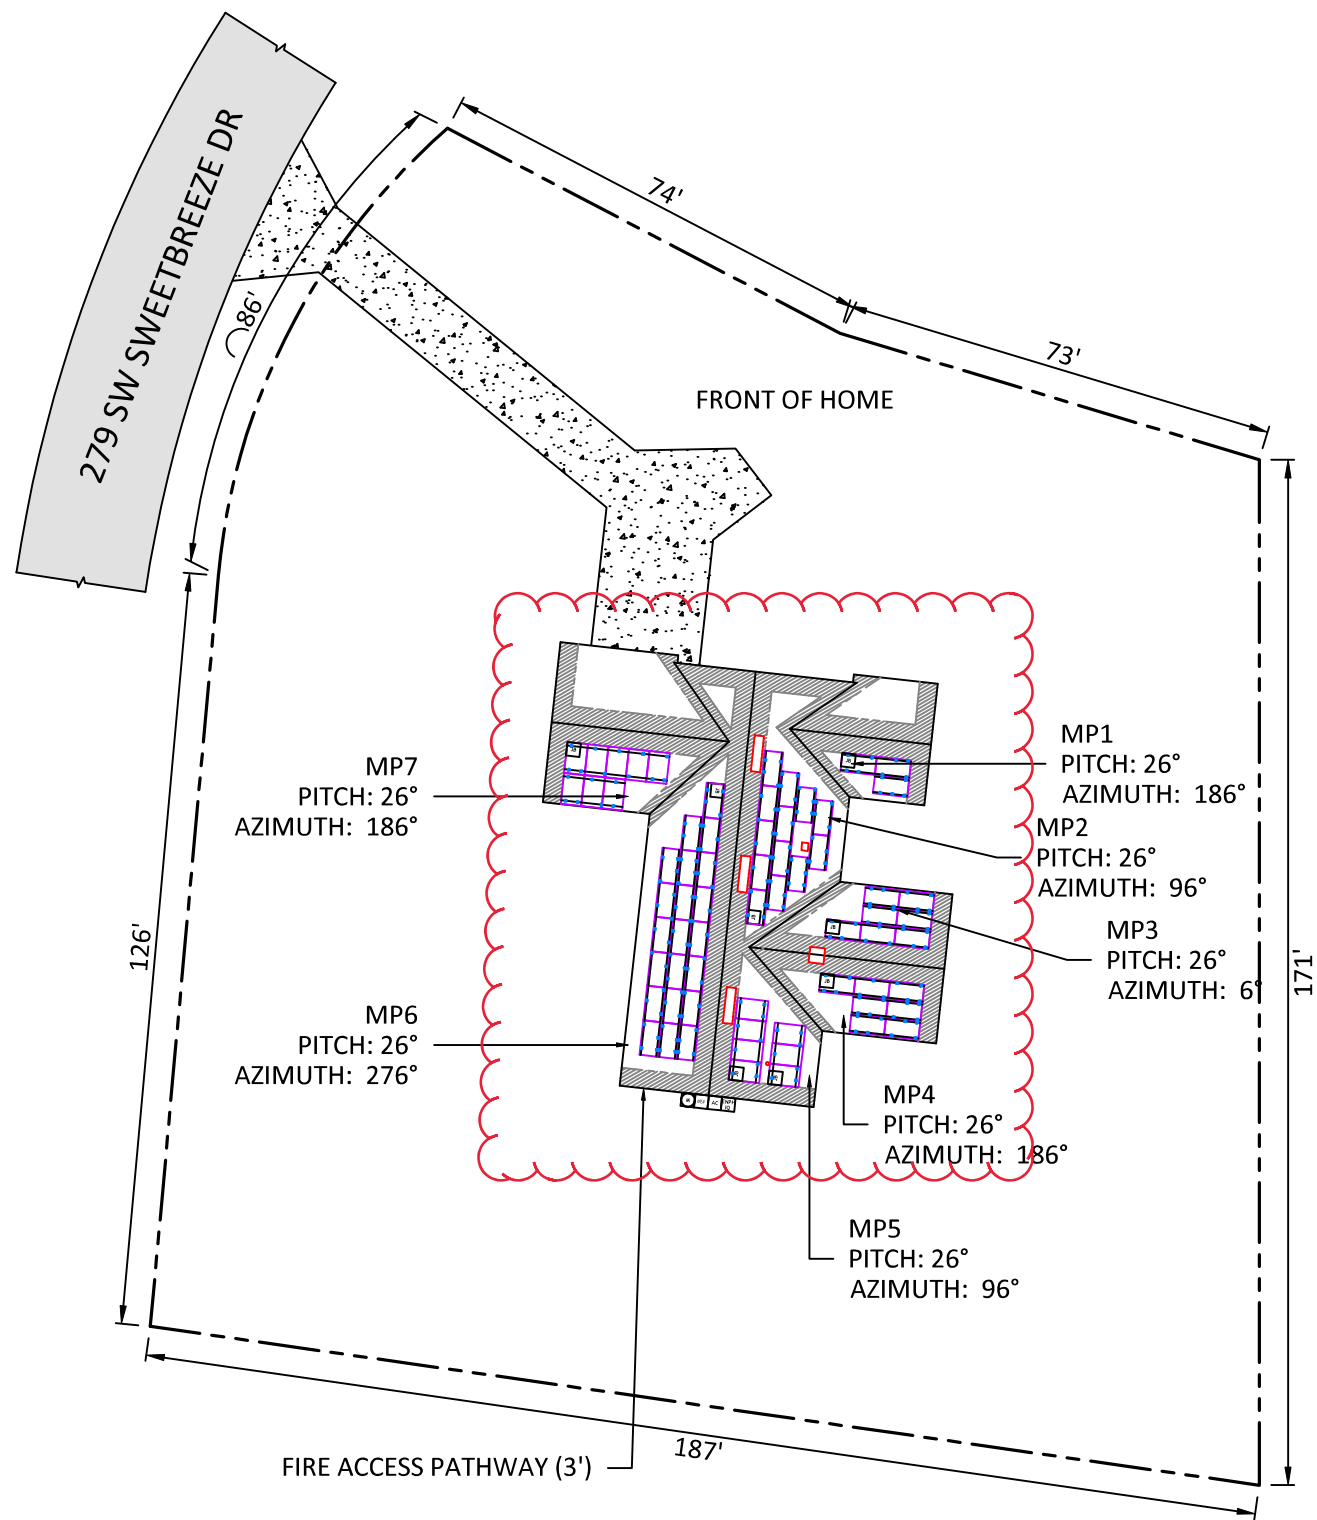 279 SW SWEETBREEZE DR
86'
74'
73'
FRONT OF HOME
MP1
PITCH: 26°
AZIMUTH: 186°
MP7
PITCH: 26°
AZIMUTH: 186°
MP2
PITCH: 26°
AZIMUTH: 96°
MP3
PITCH: 26°
AZIMUTH: 6°
126'
171'
MP6
PITCH: 26°
AZIMUTH: 276°
MP4
PITCH: 26°
AZIMUTH: 186°
AC
MP5
PITCH: 26°
AZIMUTH: 96°
187'
FIRE ACCESS PATHWAY (3')